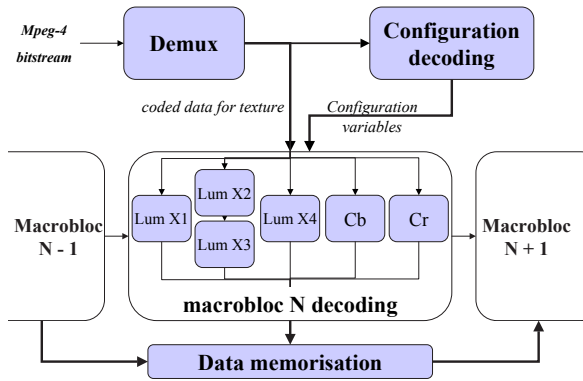 Mpeg-4
bitstream
Demux
Configuration
decoding
coded data for texture
Configuration
variables
Macrobloc
N - 1
Lum X1
Lum X2
Lum X3
Lum X4
Cb
Cr
Macrobloc
N + 1
macrobloc N decoding
Data memorisation